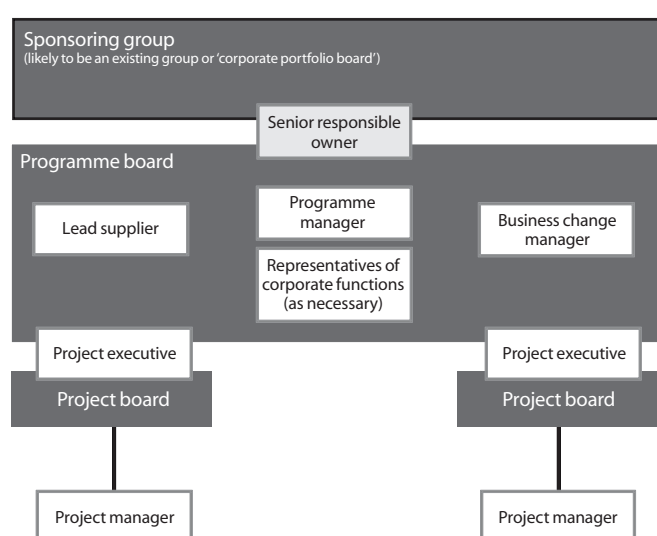 Sponsoring group
(likely to be an existing group or ‘corporate portfolio board’)
Senior responsible
owner
Programme board
Lead supplier
Programme
manager
Business change
manager
Representatives of
corporate functions
(as necessary)
Project executive
Project executive
Project board
Project board
Project manager
Project manager